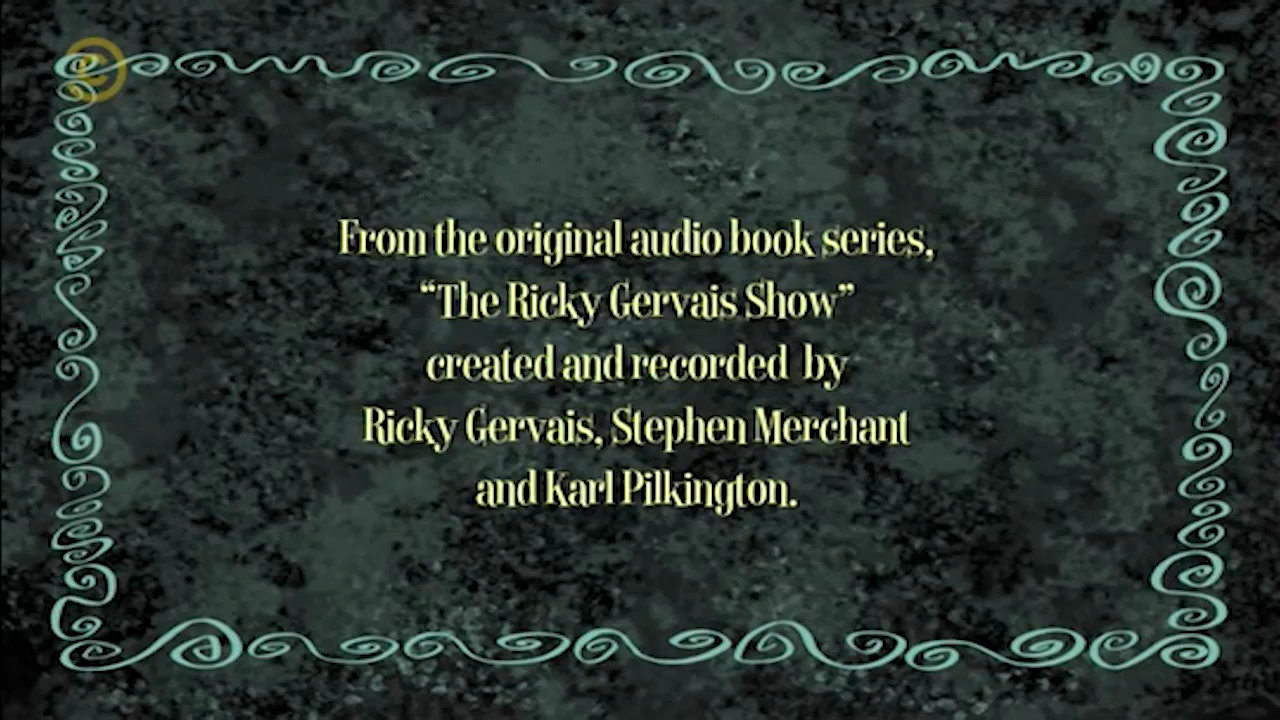 From the original audio book series,
“The Ricky Gervais Show”
created and recorded by
Ricky Gervais, Stephen Merchant
and Karl Pilkington.